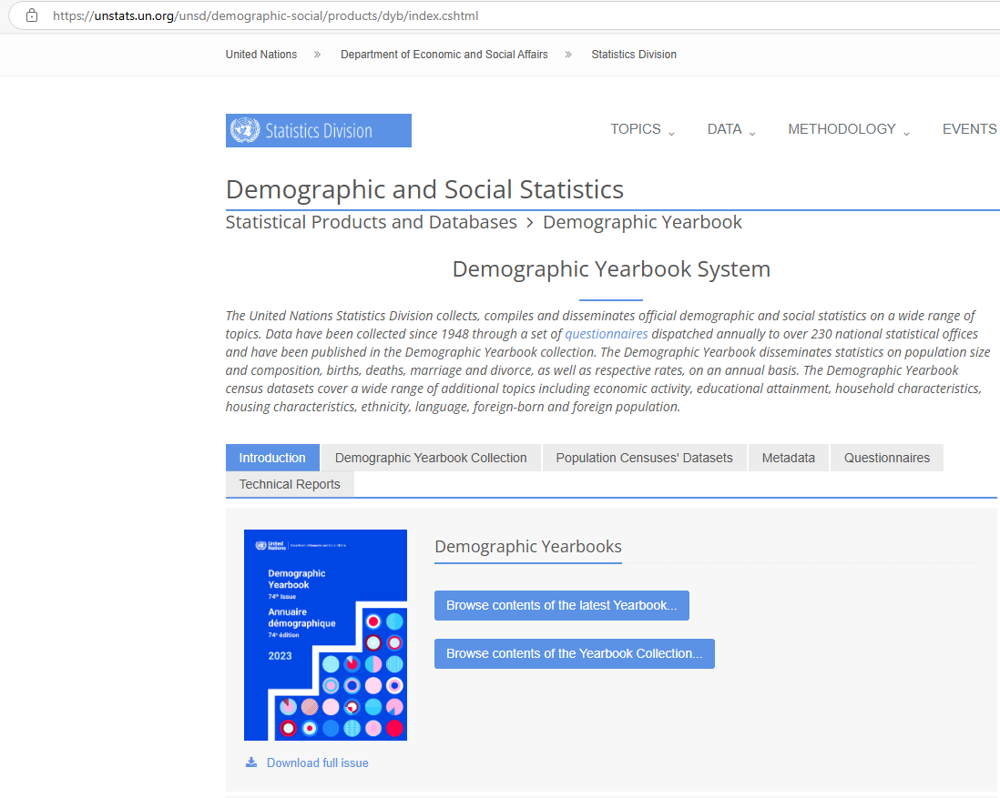 https://unstats.un.org/unsd/demographic-social/products/dyb/index.cshtml
United Nations » Department of Economic and Social Affairs » Statistics Division
Statistics Division
TOPICS DATA METHODOLOGY EVENTS
Demographic and Social Statistics
Statistical Products and Databases > Demographic Yearbook
Demographic Yearbook System
The United Nations Statistics Division collects, compiles and disseminates official demographic and social statistics on a wide range of
topics. Data have been collected since 1948 through a set of questionnaires dispatched annually to over 230 national statistical offices
and have been published in the Demographic Yearbook collection. The Demographic Yearbook disseminates statistics on population size
and composition, births, deaths, marriage and divorce, as well as respective rates, on an annual basis. The Demographic Yearbook
census datasets cover a wide range of additional topics including economic activity, educational attainment, household characteristics,
housing characteristics, ethnicity, language, foreign-born and foreign population.
Introduction Demographic Yearbook Collection Population Censuses' Datasets Metadata Questionnaires
Technical Reports
United
Nations
Demographic
Yearbook
74th Issue
Annuaire
démographique
74e édition
2023
Demographic Yearbooks
Browse contents of the latest Yearbook...
Browse contents of the Yearbook Collection...
Download full issue